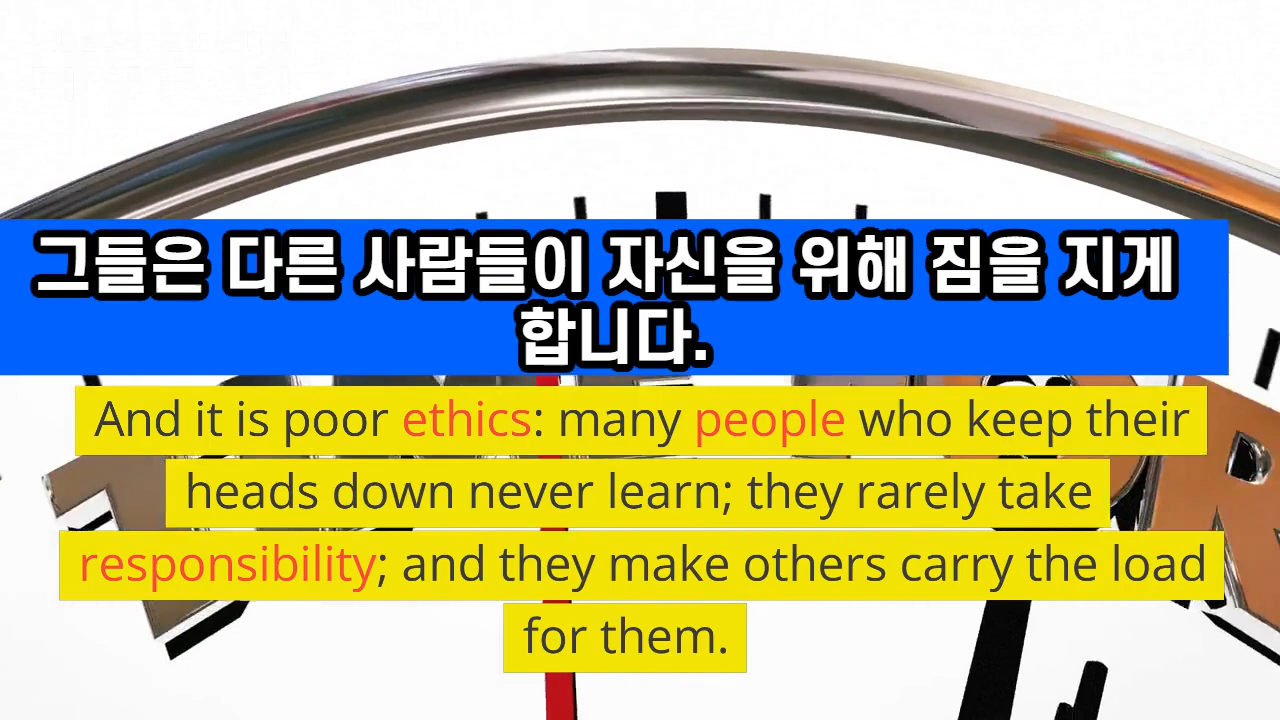 그들은 다른 사람들이 자신을 위해 짐을 지게
합니다.
And it is poor ethics: many people who keep their
heads down never learn; they rarely take
responsibility; and they make others carry the load
for them.